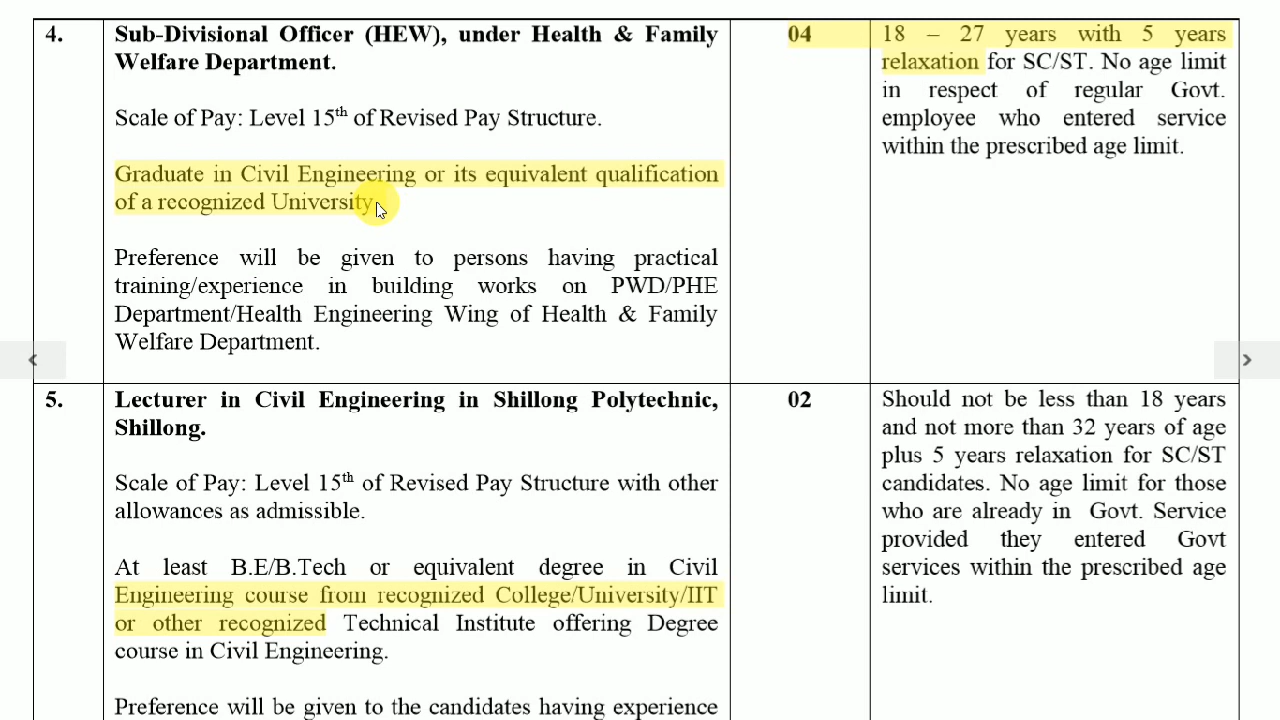 4.
Sub-Divisional Officer (HEW), under Health & Family
Welfare Department.
Scale of Pay: Level 15th of Revised Pay Structure.
Graduate in Civil Engineering or its equivalent qualification
of a recognized University.
Preference will be given to persons having practical
training/experience in building works on PWD/PHE
Department/Health Engineering Wing of Health & Family
Welfare Department.
04
18 – 27 years with 5 years
relaxation for SC/ST. No age limit
in respect of regular Govt.
employee who entered service
within the prescribed age limit.
5.
Lecturer in Civil Engineering in Shillong Polytechnic,
Shillong.
Scale of Pay: Level 15th of Revised Pay Structure with other
allowances as admissible.
At least B.E/B.Tech or equivalent degree in Civil
Engineering course from recognized College/University/IIT
or other recognized Technical Institute offering Degree
course in Civil Engineering.
Preference will be given to the candidates having experience
02
Should not be less than 18 years
and not more than 32 years of age
plus 5 years relaxation for SC/ST
candidates. No age limit for those
who are already in Govt. Service
provided they entered Govt
services within the prescribed age
limit.